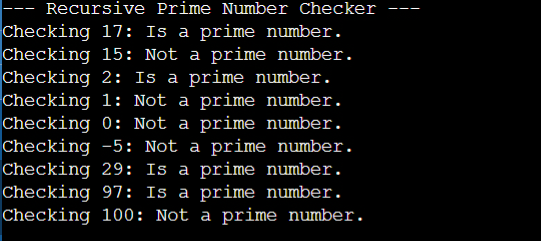 --- Recursive Prime Number Checker ---
Checking 17: Is a prime number.
Checking 15: Not a prime number.
Checking 2: Is a prime number.
Checking 1: Not a prime number.
Checking 0: Not a prime number.
Checking -5: Not a prime number.
Checking 29: Is a prime number.
Checking 97: Is a prime number.
Checking 100: Not a prime number.